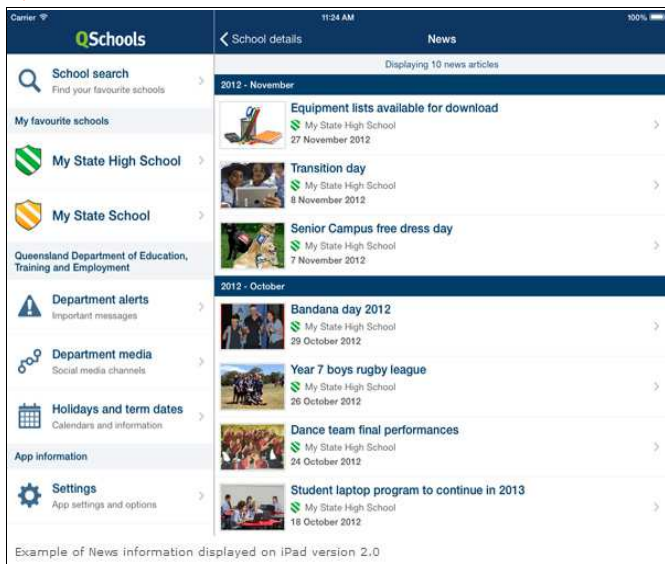 Carrier 11:24 AM 100%
QSchools
School search
Find your favourite schools
My favourite schools
My State High School
My State School
Queensland Department of Education,
Training and Employment
Department alerts
Important messages
Department media
Social media channels
Holidays and term dates
Calendars and information
App information
Settings
App settings and options
School details
News
Displaying 10 news articles
2012 - November
Equipment lists available for download
My State High School
27 November 2012
Transition day
My State High School
8 November 2012
Senior Campus free dress day
My State High School
7 November 2012
2012 - October
Bandana day 2012
My State High School
29 October 2012
Year 7 boys rugby league
My State High School
26 October 2012
Dance team final performances
My State High School
24 October 2012
Student laptop program to continue in 2013
My State High School
18 October 2012
Example of News information displayed on iPad version 2.0